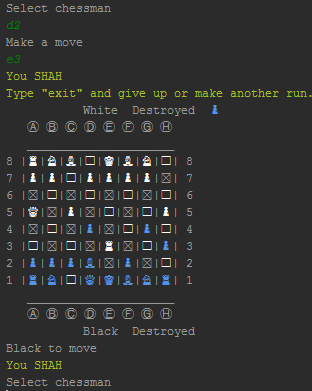 Select chessman
d2
Make a move
e3
You SHAH
Type "exit" and give up or make another run.
White Destroyed ♟
Ⓐ Ⓑ Ⓒ Ⓓ Ⓔ Ⓕ Ⓖ Ⓗ
8 |♜|♞|♝|☐|♚|♝|♞|☐| 8
7 |♟|♟|☐|♟|♟|♟|♟|☒| 7
6 |☒|☐|☒|☐|☒|☐|☒|☐| 6
5 |♛|☒|♟|☒|☐|☒|☐|♟| 5
4 |☒|☐|☒|♟|☒|☐|♟|☐| 4
3 |☐|☒|☐|☒|♜|☒|☐|♟| 3
2 |♟|♟|♟|♝|☒|♟|☒|☐| 2
1 |♜|♞|☐|♛|♚|♝|♞|♜| 1
Ⓐ Ⓑ Ⓒ Ⓓ Ⓔ Ⓕ Ⓖ Ⓗ
Black Destroyed
Black to move
You SHAH
Select chessman